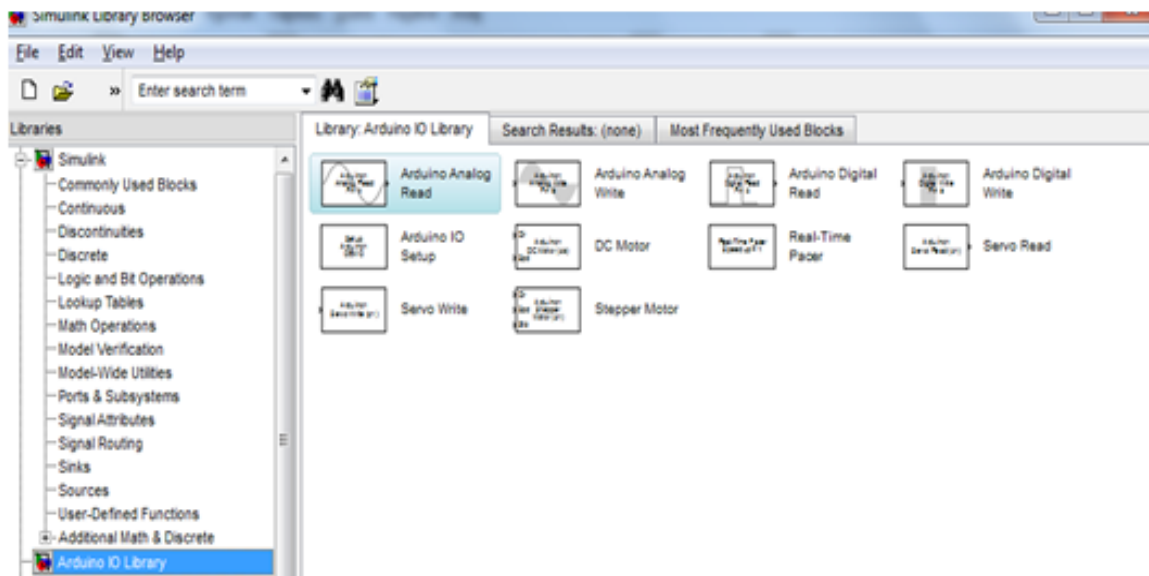 Simulink Library Browser
File Edit View Help
» Enter search term
Libraries
Library: Arduino IO Library Search Results: (none) Most Frequently Used Blocks
Simulink
Commonly Used Blocks
Continuous
Discontinuities
Discrete
Logic and Bit Operations
Lookup Tables
Math Operations
Model Verification
Model-Wide Utilities
Ports & Subsystems
Signal Attributes
Signal Routing
Sinks
Sources
User-Defined Functions
Additional Math & Discrete
Arduino IO Library
Arduino Analog
Read
Arduino Analog
Write
Arduino Digital
Read
Arduino Digital
Write
Arduino IO
Setup
DC Motor
Real-Time
Pacer
Servo Read
Servo Write
Stepper Motor